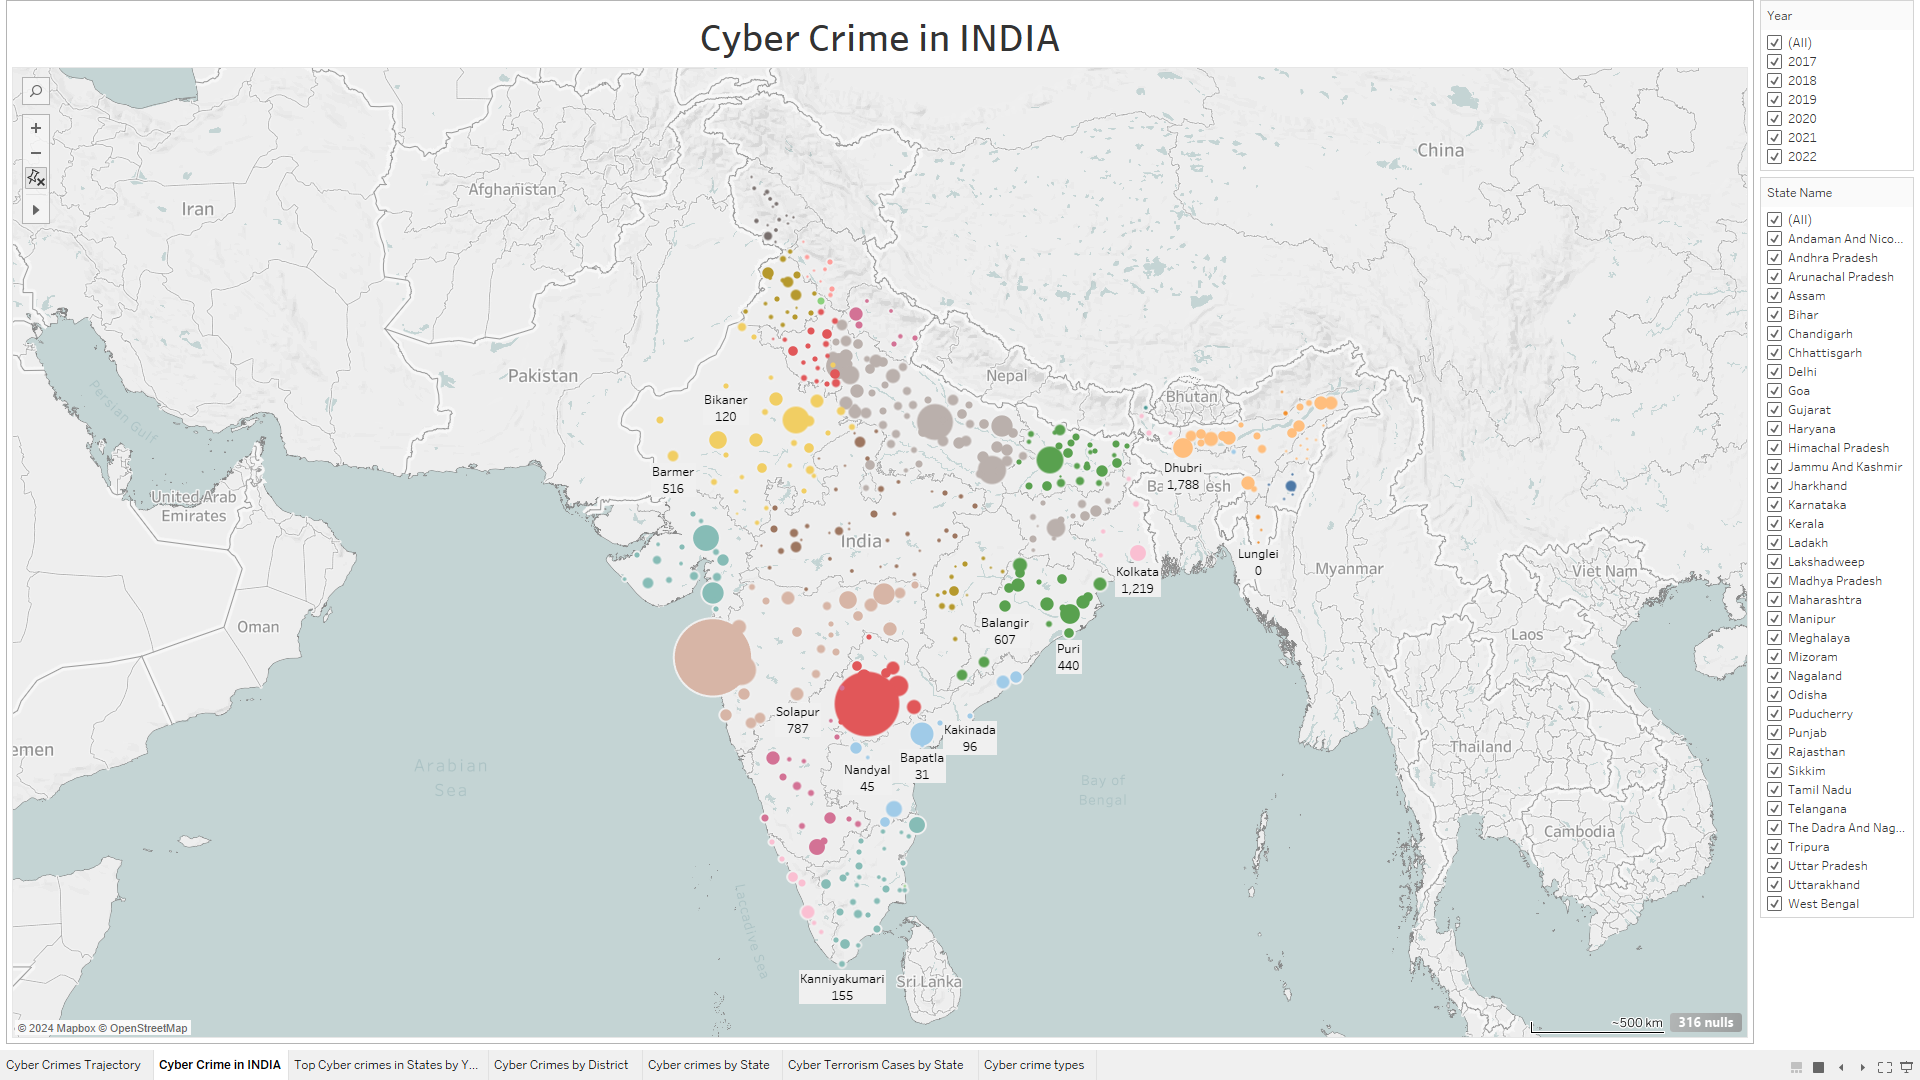 Cyber Crime in INDIA
China
Afghanistan
Iran
Pakistan
Persian Gulf
Nepal
Bhutan
Bikaner
120
Barmer
516
Dhubri
1,788
Ba
esh
United Arab
Emirates
India
Lunglei
0
Kolkata
1,219
Myanmar
Viet Nam
Oman
Balangir
607
Puri
440
Laos
Solapur
787
Kakinada
96
Bapatla
31
Nandyal
45
emen
Thailand
Arabian
Sea
Bay of
Bengal
Cambodia
Laccadive Sea
Kanniyakumari
155
Sri Lanka
© 2024 Mapbox © OpenStreetMap
~500 km
316 nulls
Year
(All)
2017
2018
2019
2020
2021
2022
State Name
(All)
Andaman And Nico...
Andhra Pradesh
Arunachal Pradesh
Assam
Bihar
Chandigarh
Chhattisgarh
Delhi
Goa
Gujarat
Haryana
Himachal Pradesh
Jammu And Kashmir
Jharkhand
Karnataka
Kerala
Ladakh
Lakshadweep
Madhya Pradesh
Maharashtra
Manipur
Meghalaya
Mizoram
Nagaland
Odisha
Puducherry
Punjab
Rajasthan
Sikkim
Tamil Nadu
Telangana
The Dadra And Nag...
Tripura
Uttar Pradesh
Uttarakhand
West Bengal
Cyber Crimes Trajectory
Cyber Crime in INDIA
Top Cyber crimes in States by Y...
Cyber Crimes by District
Cyber crimes by State
Cyber Terrorism Cases by State
Cyber crime types